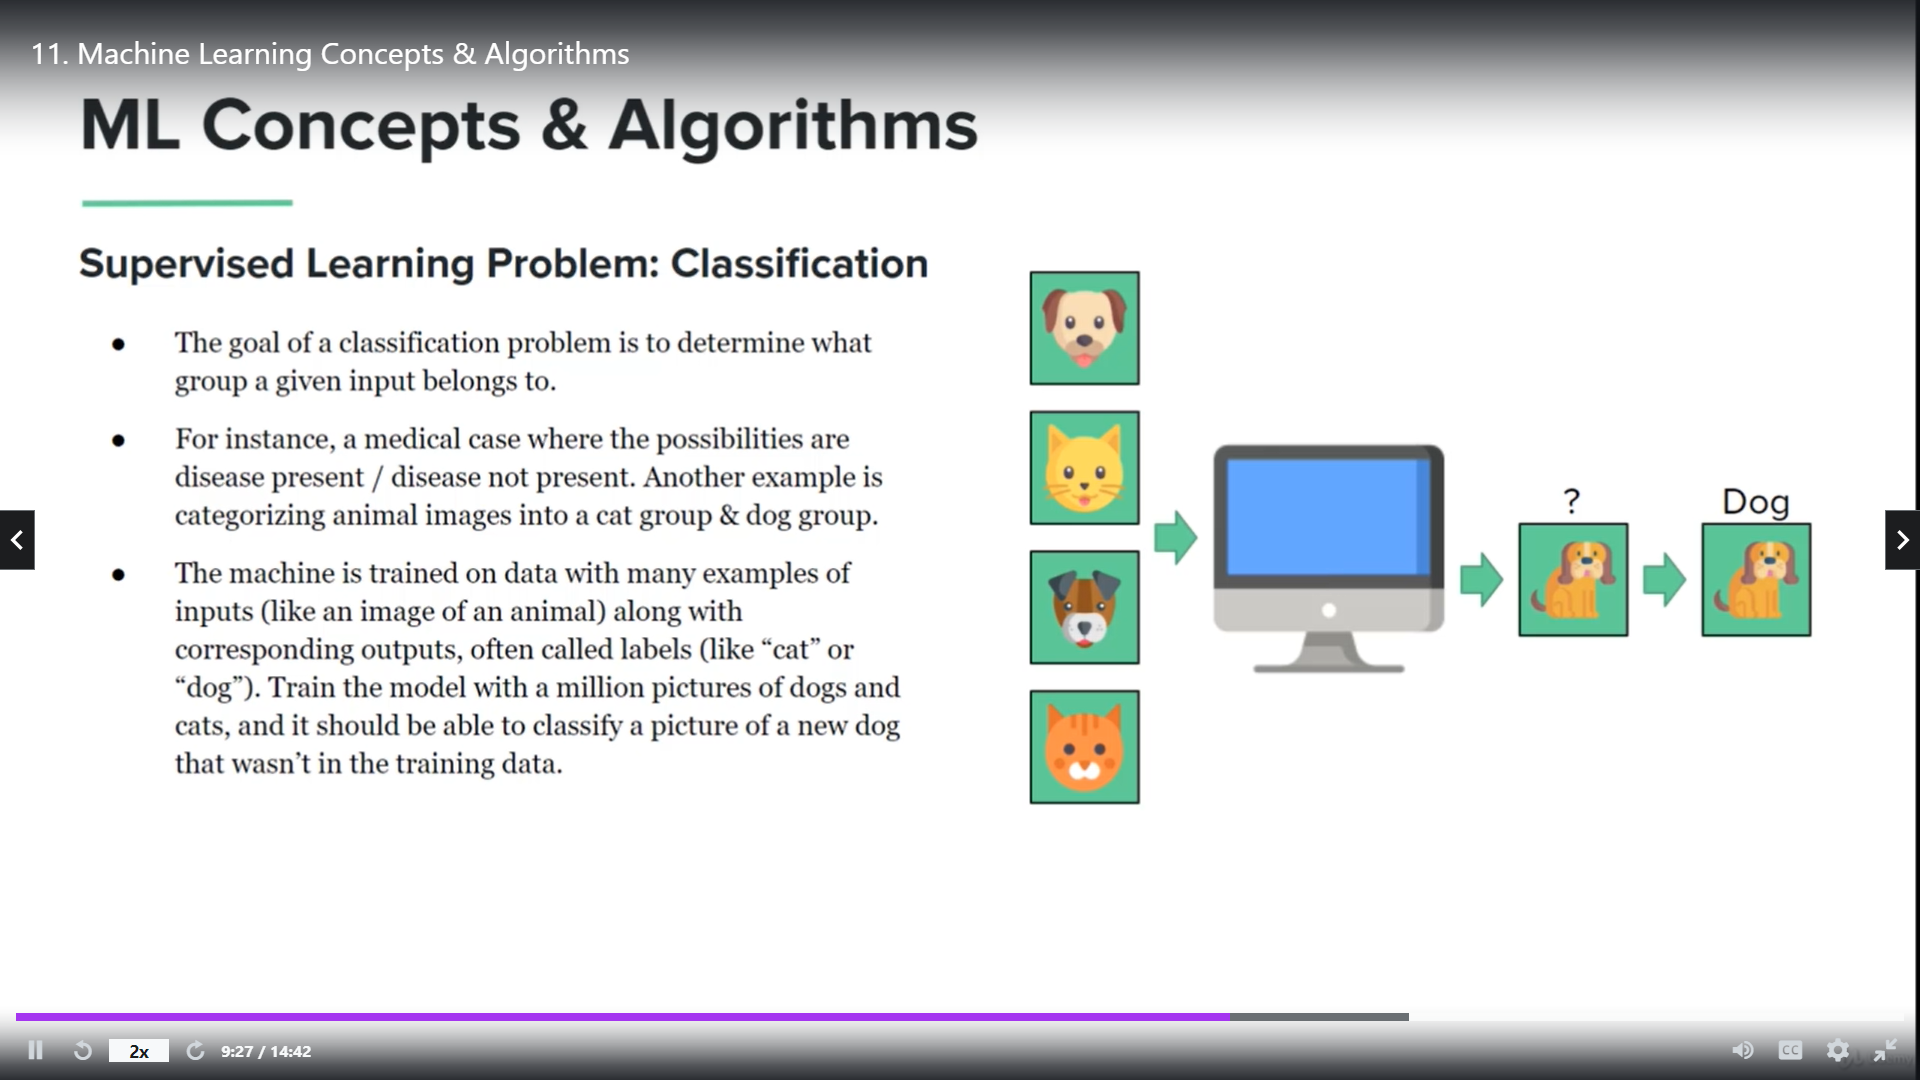 11. Machine Learning Concepts & Algorithms
ML Concepts & Algorithms
Supervised Learning Problem: Classification
● The goal of a classification problem is to determine what
group a given input belongs to.
● For instance, a medical case where the possibilities are
disease present / disease not present. Another example is
categorizing animal images into a cat group & dog group.
● The machine is trained on data with many examples of
inputs (like an image of an animal) along with
corresponding outputs, often called labels (like “cat” or
“dog”). Train the model with a million pictures of dogs and
cats, and it should be able to classify a picture of a new dog
that wasn’t in the training data.
?
Dog
2x
9:27 / 14:42
CC